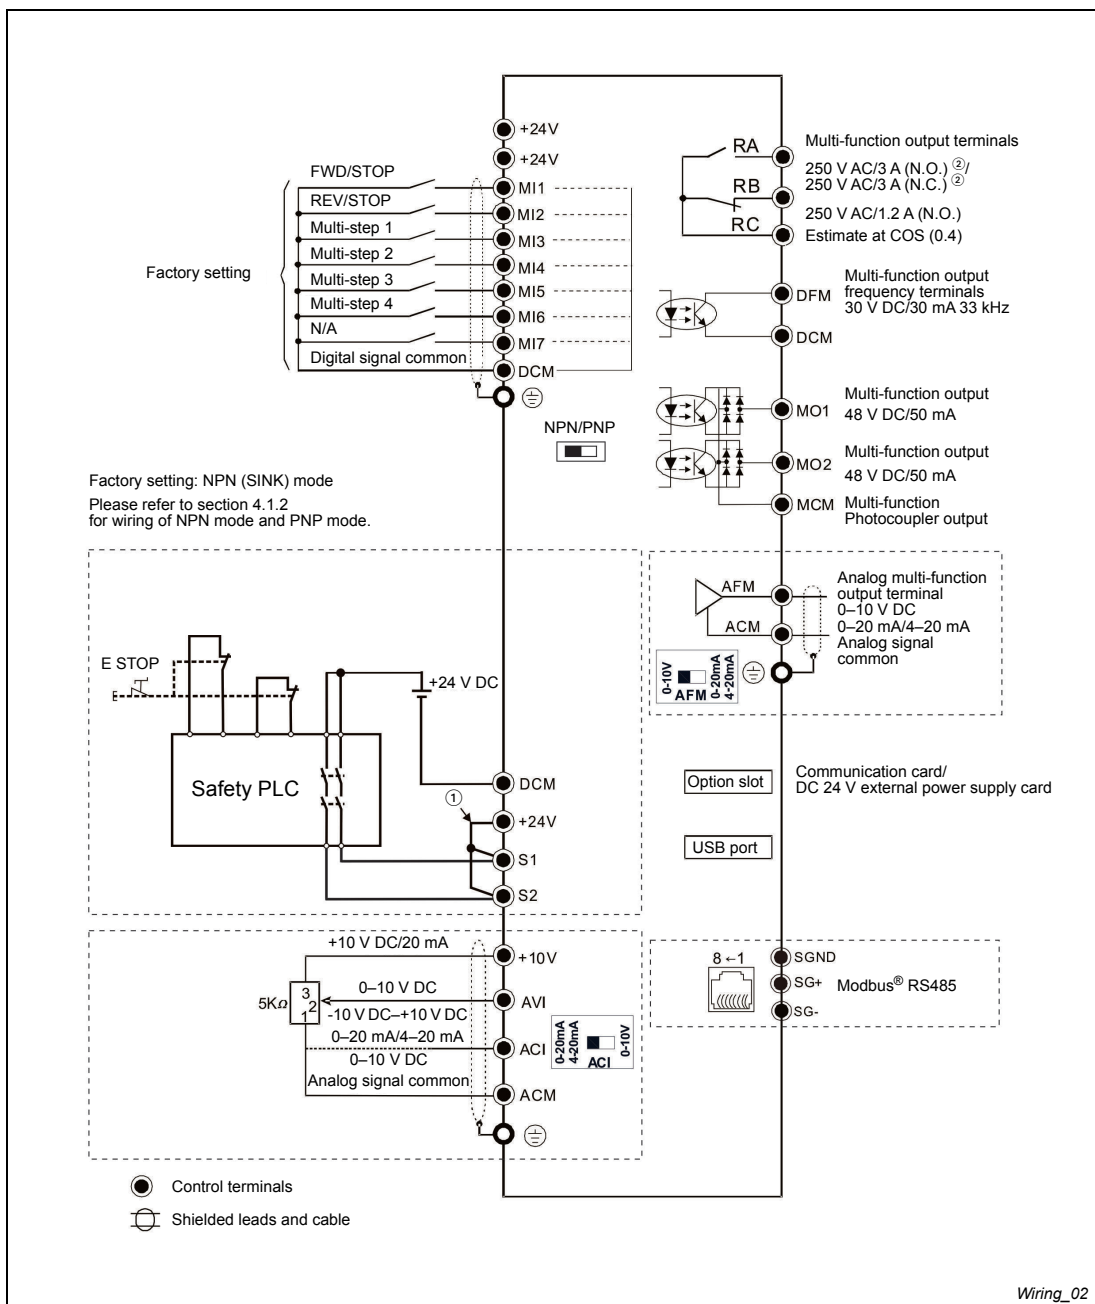 +24V
+24V
FWD/STOP
MI1
REV/STOP
MI2
Multi-step 1
MI3
Multi-step 2
MI4
Factory setting
Multi-step 3
MI5
Multi-step 4
MI6
N/A
MI7
Digital signal common
DCM
NPN/PNP
RA
Multi-function output terminals
250 V AC/3 A (N.O.) ②/
250 V AC/3 A (N.C.) ②
RB
250 V AC/1.2 A (N.O.)
RC
Estimate at COS (0.4)
DFM
Multi-function output
frequency terminals
30 V DC/30 mA 33 kHz
DCM
MO1
Multi-function output
48 V DC/50 mA
MO2
Multi-function output
48 V DC/50 mA
MCM
Multi-function
Photocoupler output
Factory setting: NPN (SINK) mode
Please refer to section 4.1.2
for wiring of NPN mode and PNP mode.
E STOP
+24 V DC
Safety PLC
DCM
①
+24V
S1
S2
AFM
ACM
Analog multi-function
output terminal
0–10 V DC
0–20 mA/4–20 mA
Analog signal
common
0-10V
AFM
0-20mA
4-20mA
Option slot
Communication card/
DC 24 V external power supply card
USB port
+10 V DC/20 mA
+10V
5KΩ
3
2
1
0–10 V DC
AVI
-10 V DC–+10 V DC
0–20 mA/4–20 mA
ACI
0–10 V DC
Analog signal common
ACM
0-20mA
4-20mA
ACI
0-10V
8←1
SGND
SG+
Modbus® RS485
SG-
Control terminals
Shielded leads and cable
Wiring_02